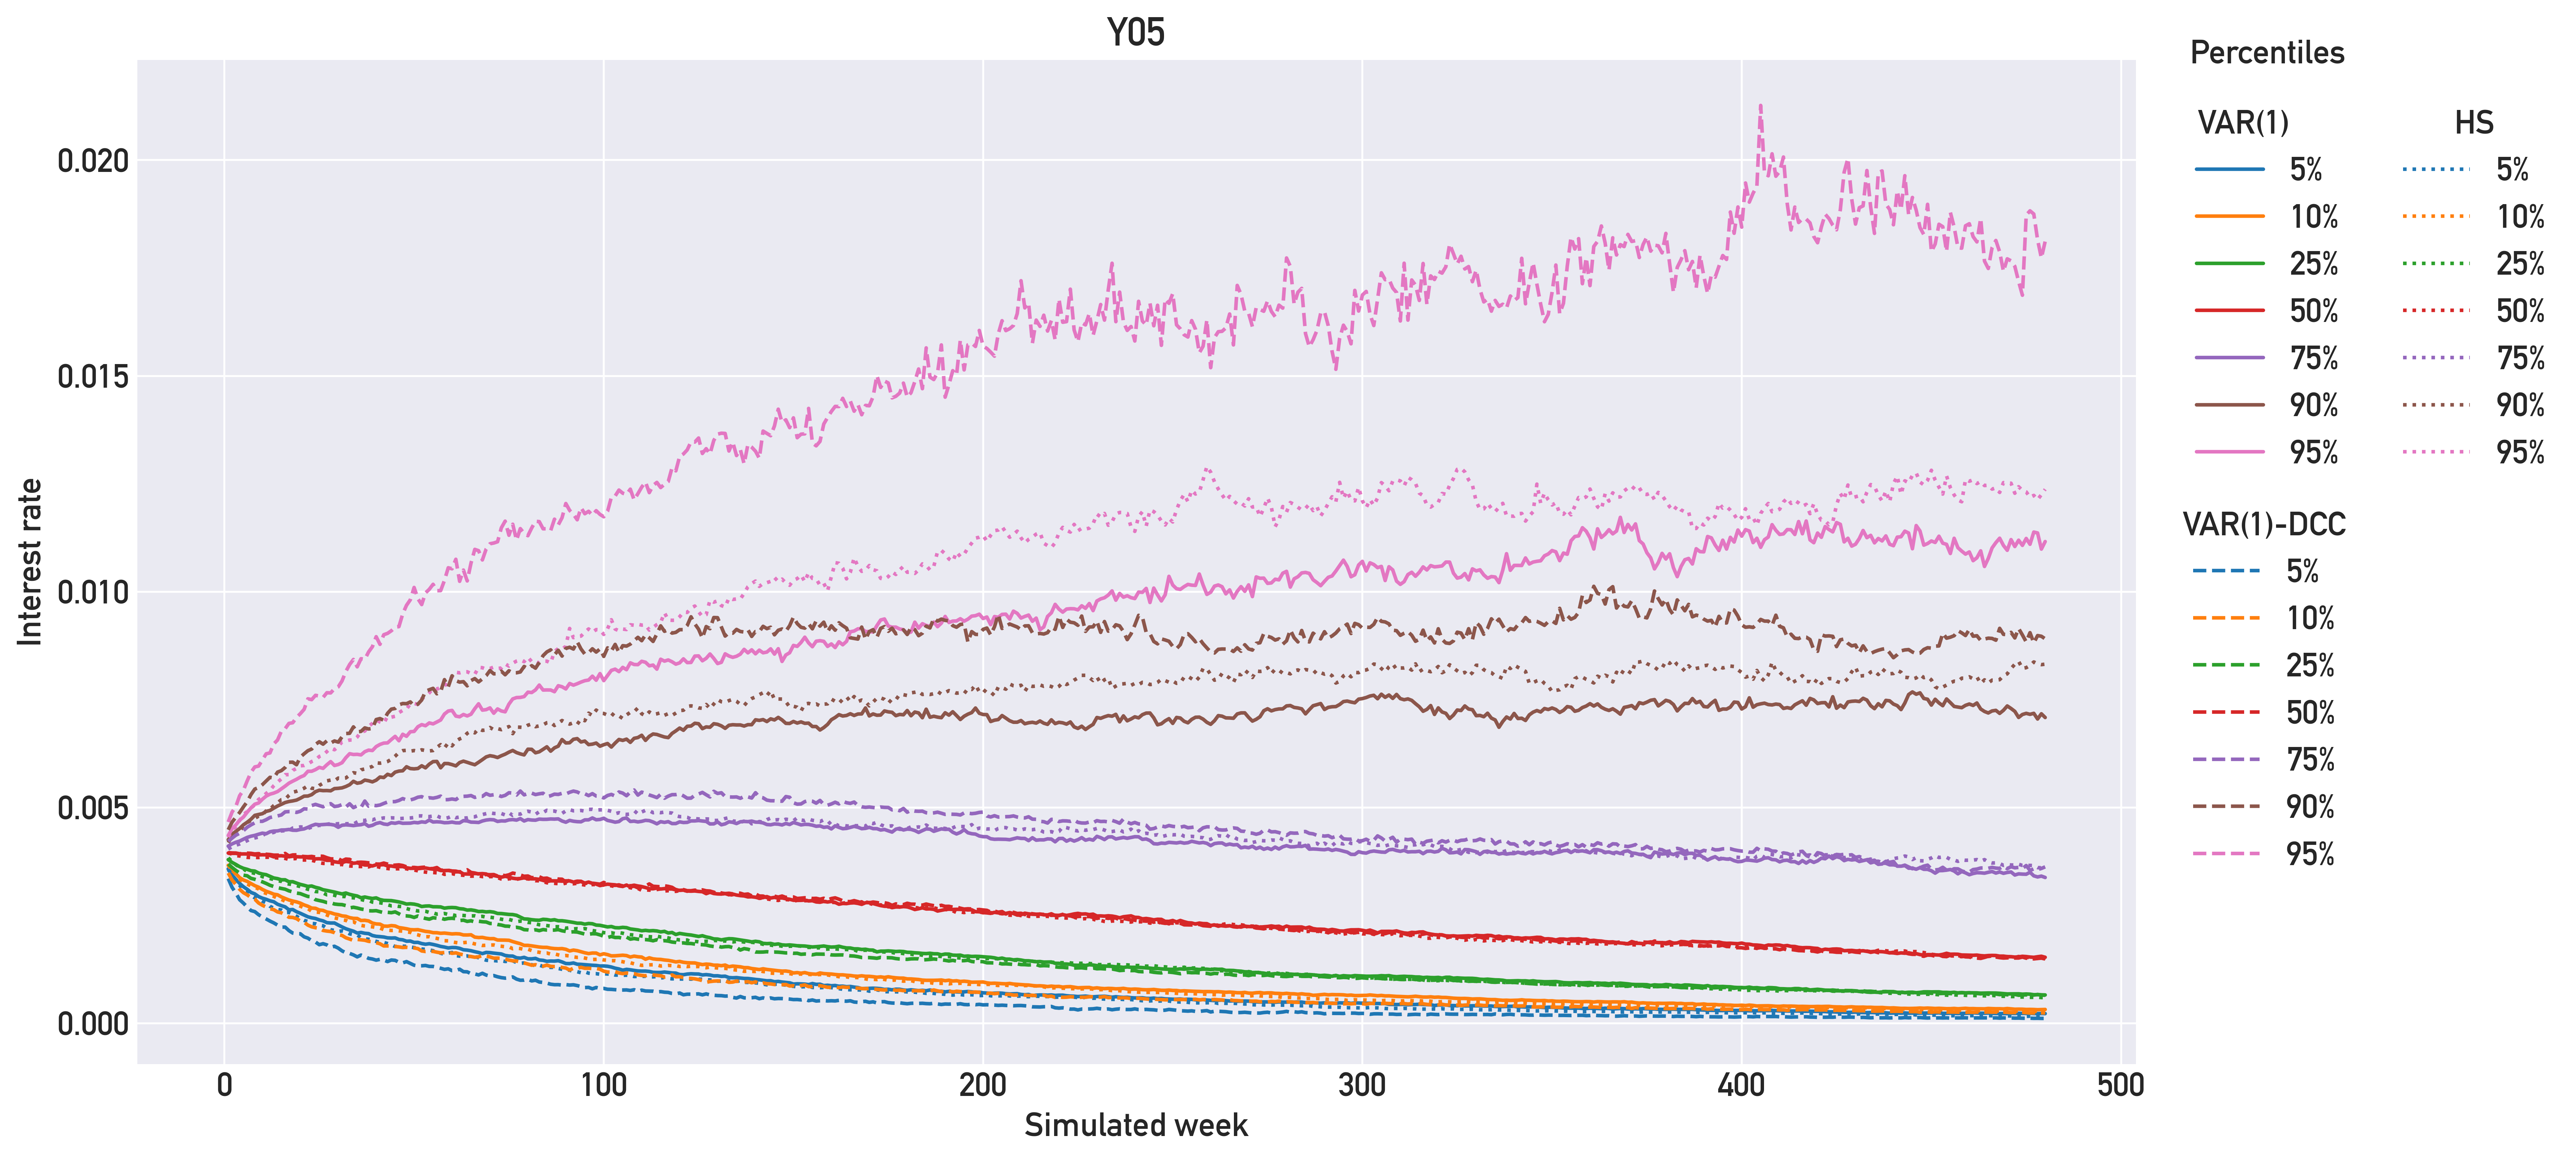 Y05
Percentiles
VAR(1) HS
5% 5%
10% 10%
25% 25%
50% 50%
75% 75%
90% 90%
95% 95%
VAR(1)-DCC
5%
10%
25%
50%
75%
90%
95%
Interest rate
0.020
0.015
0.010
0.005
0.000
0 100 200 300 400 500
Simulated week